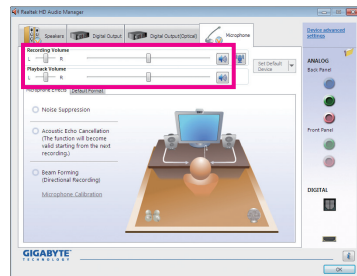 Realtek HD Audio Manager
Speakers
Digital Output
Digital Output(Optical)
Microphone
Device advanced
settings
Recording Volume
L
R
Set Default
Device
Playback Volume
L
R
Microphone Effects
Default Format
ANALOG
Back Panel
Noise Suppression
Acoustic Echo Cancellation
(The function will become
valid starting from the next
recording.)
Front Panel
Beam Forming
(Directional Recording)
Microphone Calibration
DIGITAL
GIGABYTE
TECHNOLOGY
OK